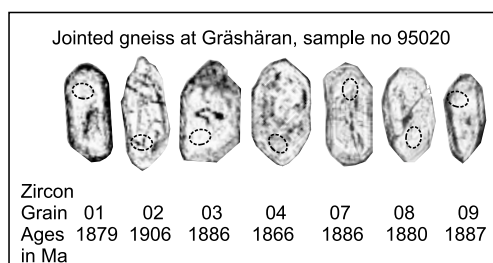 Jointed gneiss at Gräshäran, sample no 95020
Zircon
Grain 01 02 03 04 07 08 09
Ages 1879 1906 1886 1866 1886 1880 1887
in Ma